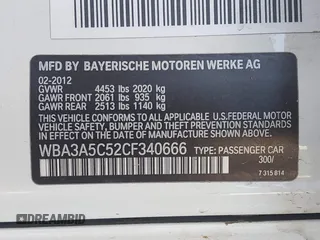 MFD BY BAYERISCHE MOTOREN WERKE AG
02-2012
GVWR 4453 lbs 2020 kg
GAWR FRONT 2061 lbs 935 kg
GAWR REAR 2513 lbs 1140 kg
THIS VEHICLE CONFORMS TO ALL APPLICABLE
U.S. FEDERAL MOTOR VEHICLE SAFETY, BUMPER,
AND THEFT PREVENTION STANDARDS IN EFFECT ON
THE DATE OF MANUFACTURE SHOWN ABOVE.
WBA3A5C52CF340666 TYPE: PASSENGER CAR
300/
7 315 814
DREAMBID